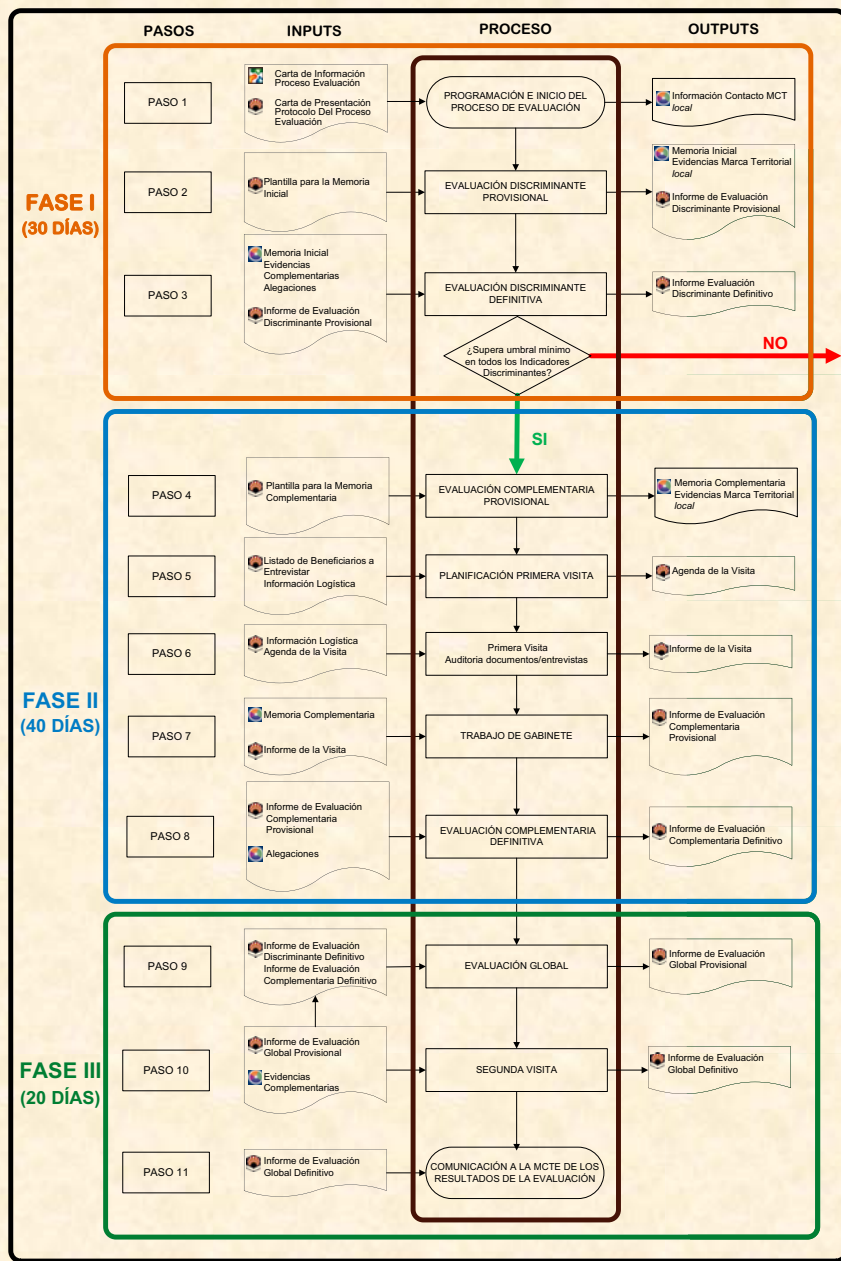 PASOS
INPUTS
PROCESO
OUTPUTS
FASE I
(30 DÍAS)
PASO 1
Carta de Información
Proceso Evaluación
Carta de Presentación
Protocolo Del Proceso
Evaluación
PROGRAMACIÓN E INICIO DEL
PROCESO DE EVALUACIÓN
Información Contacto MCT
local
PASO 2
Plantilla para la Memoria
Inicial
EVALUACIÓN DISCRIMINANTE
PROVISIONAL
Memoria Inicial
Evidencias Marca Territorial
local
Informe de Evaluación
Discriminante Provisional
PASO 3
Memoria Inicial
Evidencias
Complementarias
Alegaciones
Informe de Evaluación
Discriminante Provisional
EVALUACIÓN DISCRIMINANTE
DEFINITIVA
Informe Evaluación
Discriminante Definitivo
¿Supera umbral mínimo
en todos los Indicadores
Discriminantes?
NO
SI
FASE II
(40 DÍAS)
PASO 4
Plantilla para la Memoria
Complementaria
EVALUACIÓN COMPLEMENTARIA
PROVISIONAL
Memoria Complementaria
Evidencias Marca Territorial
local
PASO 5
Listado de Beneficiarios a
Entrevistar
Información Logística
PLANIFICACIÓN PRIMERA VISITA
Agenda de la Visita
PASO 6
Información Logística
Agenda de la Visita
Primera Visita
Auditoria documentos/entrevistas
Informe de la Visita
PASO 7
Memoria Complementaria
Informe de la Visita
TRABAJO DE GABINETE
Informe de Evaluación
Complementaria
Provisional
PASO 8
Informe de Evaluación
Complementaria
Provisional
Alegaciones
EVALUACIÓN COMPLEMENTARIA
DEFINITIVA
Informe de Evaluación
Complementaria Definitivo
FASE III
(20 DÍAS)
PASO 9
Informe de Evaluación
Discriminante Definitivo
Informe de Evaluación
Complementaria Definitivo
EVALUACIÓN GLOBAL
Informe de Evaluación
Global Provisional
PASO 10
Informe de Evaluación
Global Provisional
Evidencias
Complementarias
SEGUNDA VISITA
Informe de Evaluación
Global Definitivo
PASO 11
Informe de Evaluación
Global Definitivo
COMUNICACIÓN A LA MCTE DE LOS
RESULTADOS DE LA EVALUACIÓN